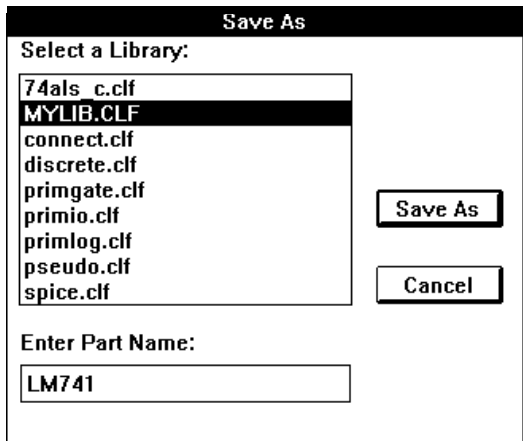 Save As
Select a Library:
74als_c.clf
MYLIB.CLF
connect.clf
discrete.clf
primgate.clf
primio.clf
primlog.clf
pseudo.clf
spice.clf
Save As
Cancel
Enter Part Name:
LM741